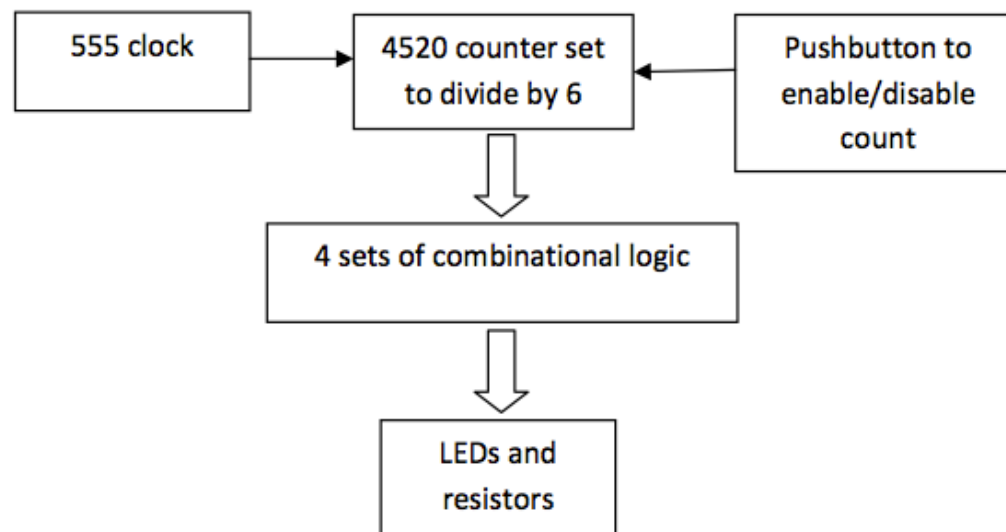 555 clock
4520 counter set
to divide by 6
Pushbutton to
enable/disable
count
4 sets of combinational logic
LEDs and
resistors